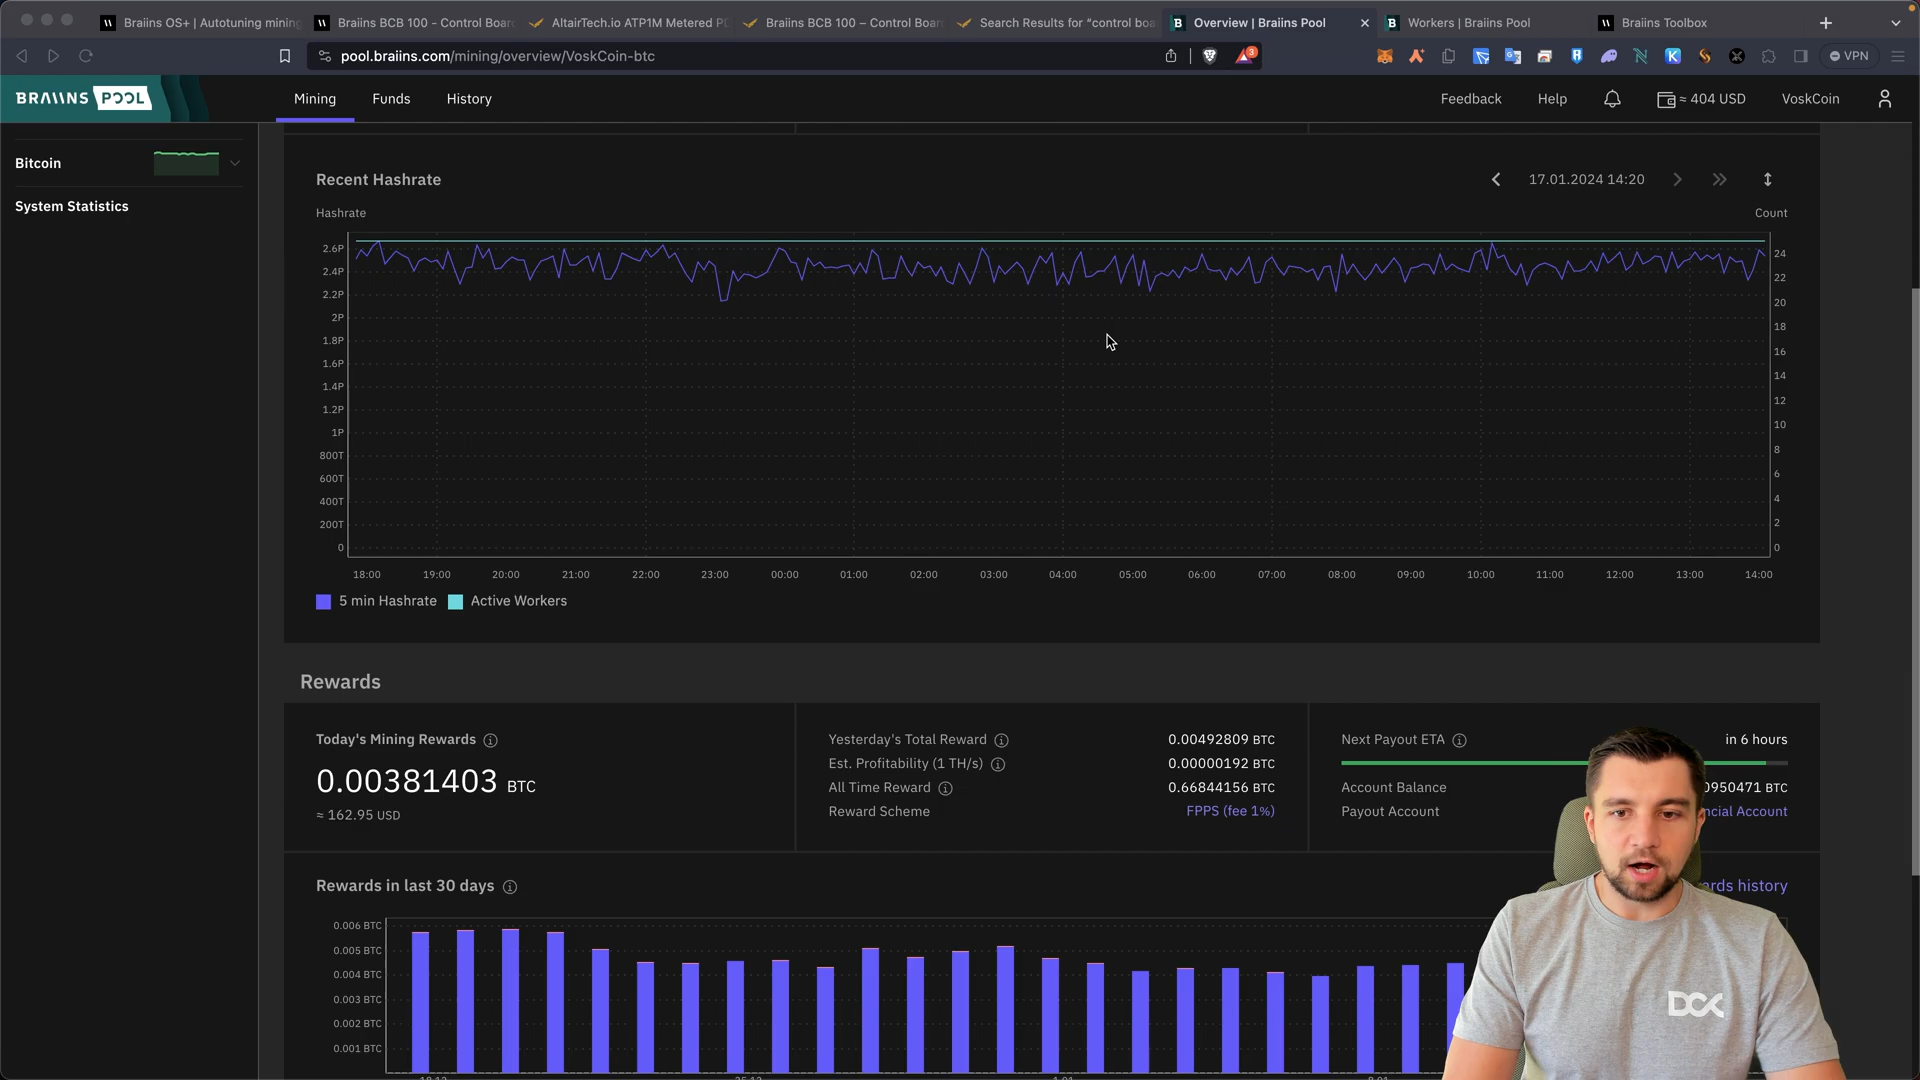 Braiins OS+ | Autotuning mining
Braiins BCB 100 - Control Boar
AltairTech.io ATP1M Metered P
Braiins BCB 100 – Control Boar
Search Results for “control boa
Overview | Braiins Pool
Workers | Braiins Pool
Braiins Toolbox
pool.braiins.com/mining/overview/VoskCoin-btc
3
VPN
BRAIINS POOL
Mining
Funds
History
Feedback
Help
≈ 404 USD
VoskCoin
Bitcoin
System Statistics
Recent Hashrate
17.01.2024 14:20
Hashrate
Count
2.6P
2.4P
2.2P
2P
1.8P
1.6P
1.4P
1.2P
1P
800T
600T
400T
200T
0
24
22
20
18
16
14
12
10
8
6
4
2
0
18:00 19:00 20:00 21:00 22:00 23:00 00:00 01:00 02:00 03:00 04:00 05:00 06:00 07:00 08:00 09:00 10:00 11:00 12:00 13:00 14:00
5 min Hashrate
Active Workers
Rewards
Today's Mining Rewards
0.00381403 BTC
≈ 162.95 USD
Yesterday's Total Reward 0.00492809 BTC
Est. Profitability (1 TH/s) 0.00000192 BTC
All Time Reward 0.66844156 BTC
Reward Scheme FPPS (fee 1%)
Next Payout ETA in 6 hours
Account Balance 0950471 BTC
Payout Account ncial Account
Rewards in last 30 days
ards history
0.006 BTC
0.005 BTC
0.004 BTC
0.003 BTC
0.002 BTC
0.001 BTC
DCX